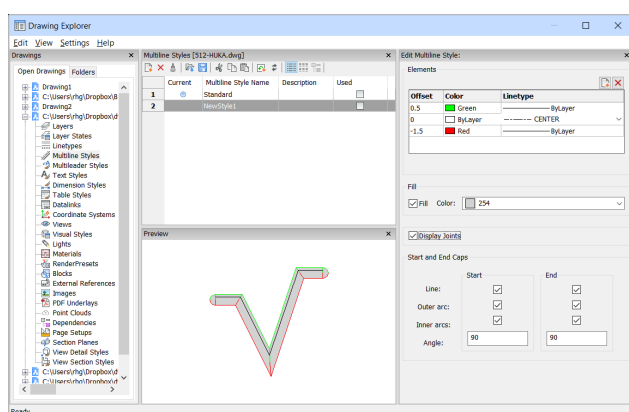 Drawing Explorer
Edit View Settings Help
Drawings
Open Drawings Folders
Drawing1
C:\Users\rhg\Dropbox\B
Drawing2
C:\Users\rhg\Dropbox\d
Layers
Layer States
Linetypes
Multiline Styles
Multileader Styles
Text Styles
Dimension Styles
Table Styles
Datalinks
Coordinate Systems
Views
Visual Styles
Lights
Materials
RenderPresets
Blocks
External References
Images
PDF Underlays
Point Clouds
Dependencies
Page Setups
Section Planes
View Detail Styles
View Section Styles
C:\Users\rhg\Dropbox\d
C:\Users\rhg\Dropbox\d
Ready
Multiline Styles [512-HUKA.dwg]
Current Multiline Style Name Description Used
1 Standard
2 NewStyle1
Preview
Edit Multiline Style:
Elements
Offset Color Linetype
0.5 Green ByLayer
0 ByLayer CENTER
-1.5 Red ByLayer
Fill
Fill Color: 254
Display Joints
Start and End Caps
Start End
Line:
Outer arc:
Inner arcs:
Angle: 90 90